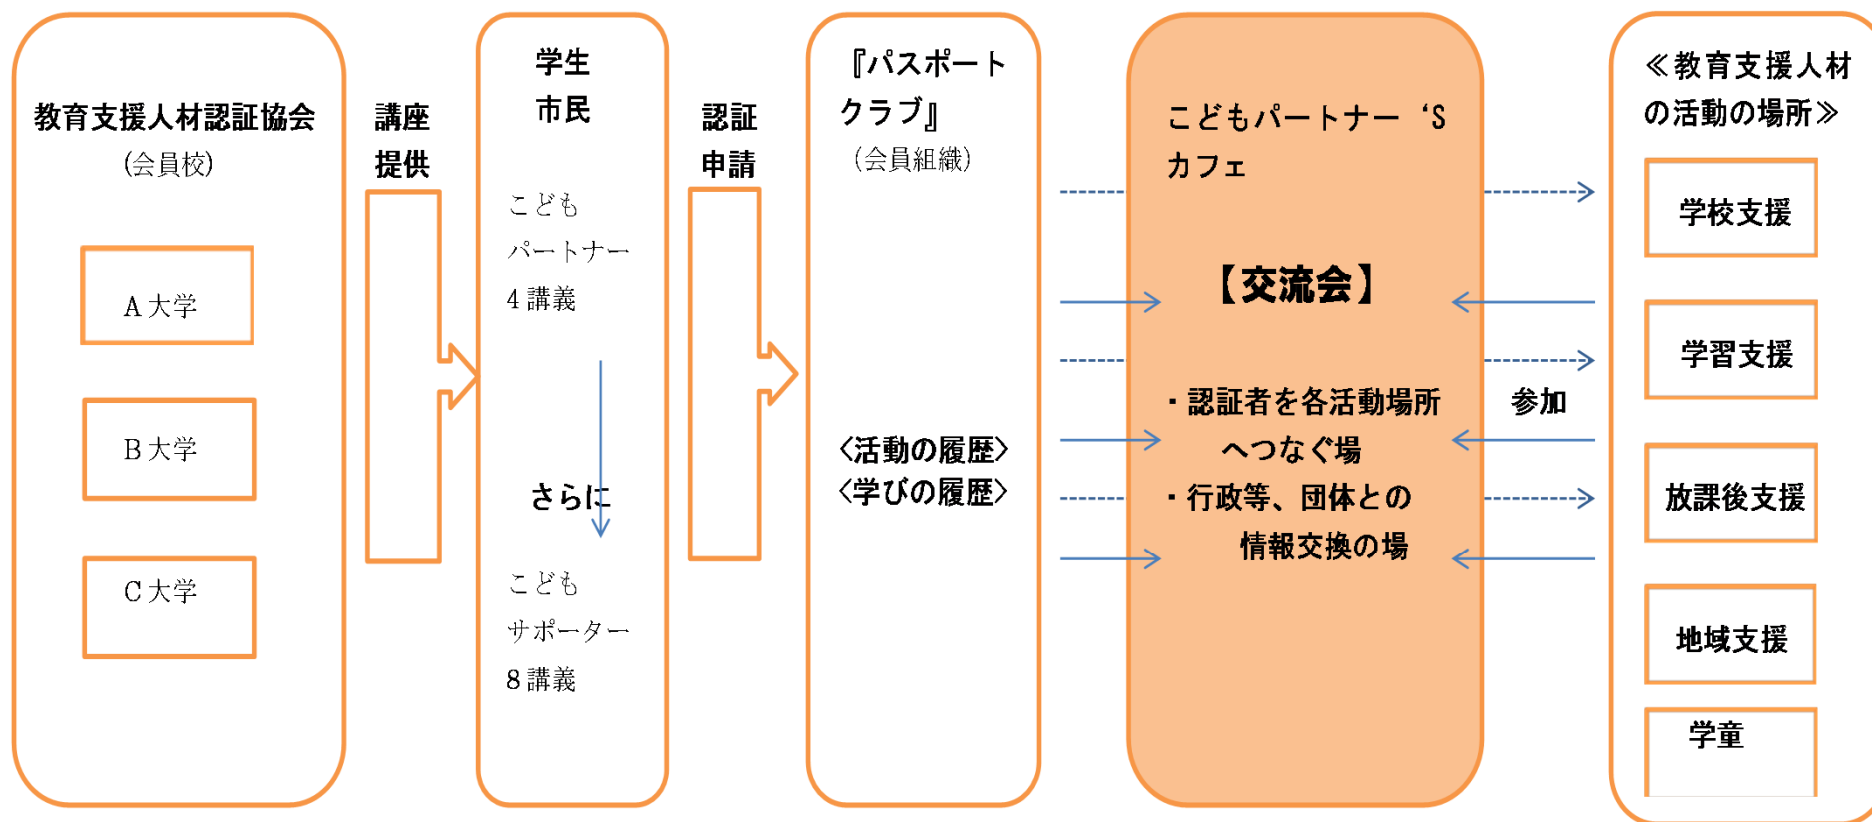 教育支援人材認証協会
(会員校)
A大学
B大学
C大学
講座
提供
学生
市民
こども
パートナー
4講義
さらに
こども
サポーター
8講義
認証
申請
『パスポート
クラブ』
(会員組織)
〈活動の履歴〉
〈学びの履歴〉
こどもパートナー‘S
カフェ
【交流会】
・認証者を各活動場所
へつなぐ場
・行政等、団体との
情報交換の場
参加
≪教育支援人材
の活動の場所≫
学校支援
学習支援
放課後支援
地域支援
学童